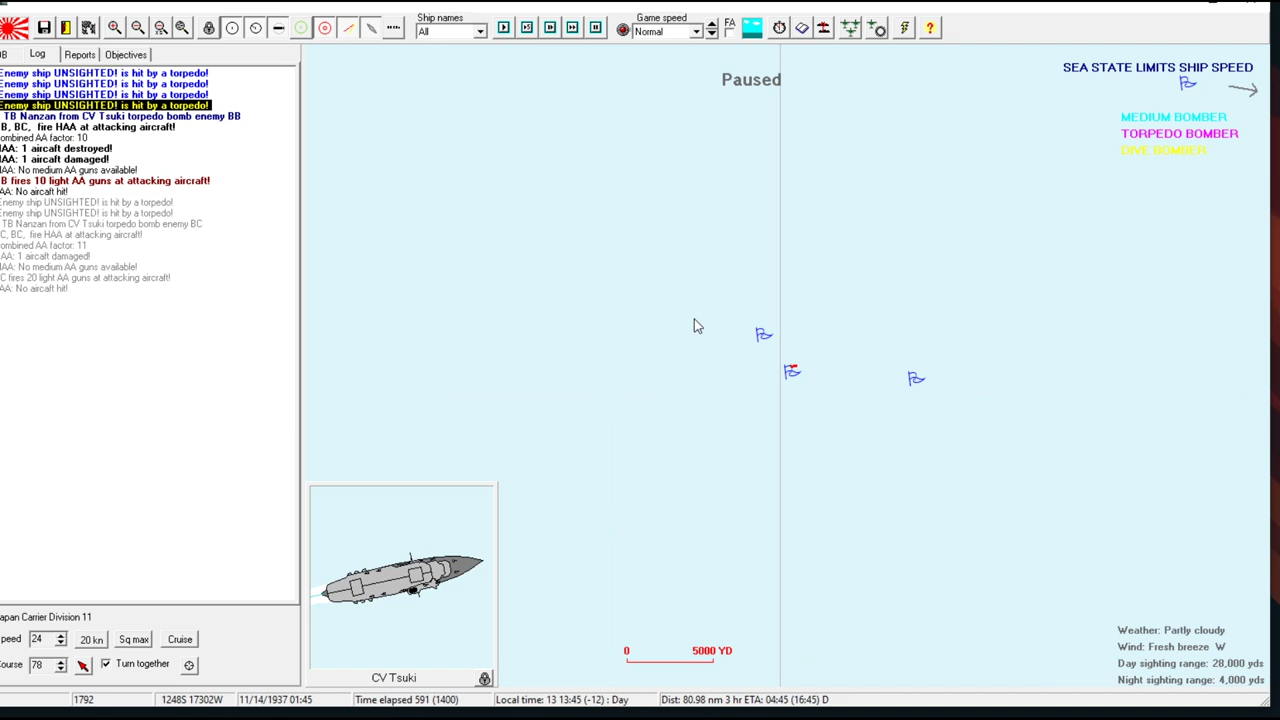 Ship names
Game speed
FA
All
Normal
OB
Log
Reports
Objectives
Enemy ship UNSIGHTED! is hit by a torpedo!
Enemy ship UNSIGHTED! is hit by a torpedo!
Enemy ship UNSIGHTED! is hit by a torpedo!
Enemy ship UNSIGHTED! is hit by a torpedo!
TB Nanzan from CV Tsuki torpedo bomb enemy BB
B, BC, fire HAA at attacking aircraft!
ombined AA factor: 10
HAA: 1 aircaft destroyed!
HAA: 1 aircaft damaged!
MAA: No medium AA guns available!
B fires 10 light AA guns at attacking aircraft!
AA: No aircaft hit!
Enemy ship UNSIGHTED! is hit by a torpedo!
Enemy ship UNSIGHTED! is hit by a torpedo!
TB Nanzan from CV Tsuki torpedo bomb enemy BC
C, BC, fire HAA at attacking aircraft!
ombined AA factor: 11
AA: 1 aircaft damaged!
MAA: No medium AA guns available!
C fires 20 light AA guns at attacking aircraft!
AA: No aircaft hit!
Paused
SEA STATE LIMITS SHIP SPEED
MEDIUM BOMBER
TORPEDO BOMBER
DIVE BOMBER
CV Tsuki
0 5000 YD
Weather: Partly cloudy
Wind: Fresh breeze W
Day sighting range: 28,000 yds
Night sighting range: 4,000 yds
apan Carrier Division 11
peed 24 20 kn Sq max Cruise
Course 78 Turn together
1792
1248S 17302W
11/14/1937 01:45
Time elapsed 591 (1400)
Local time: 13 13:45 (-12) : Day
Dist: 80.98 nm 3 hr ETA: 04:45 (16:45) D